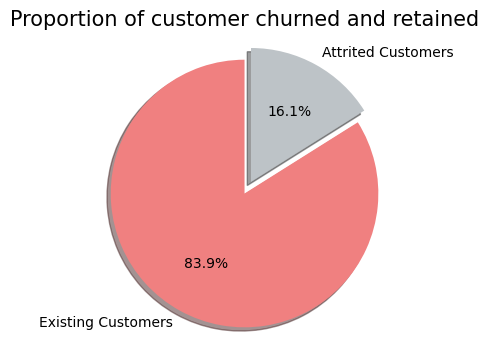 Proportion of customer churned and retained
Attrited Customers
16.1%
83.9%
Existing Customers